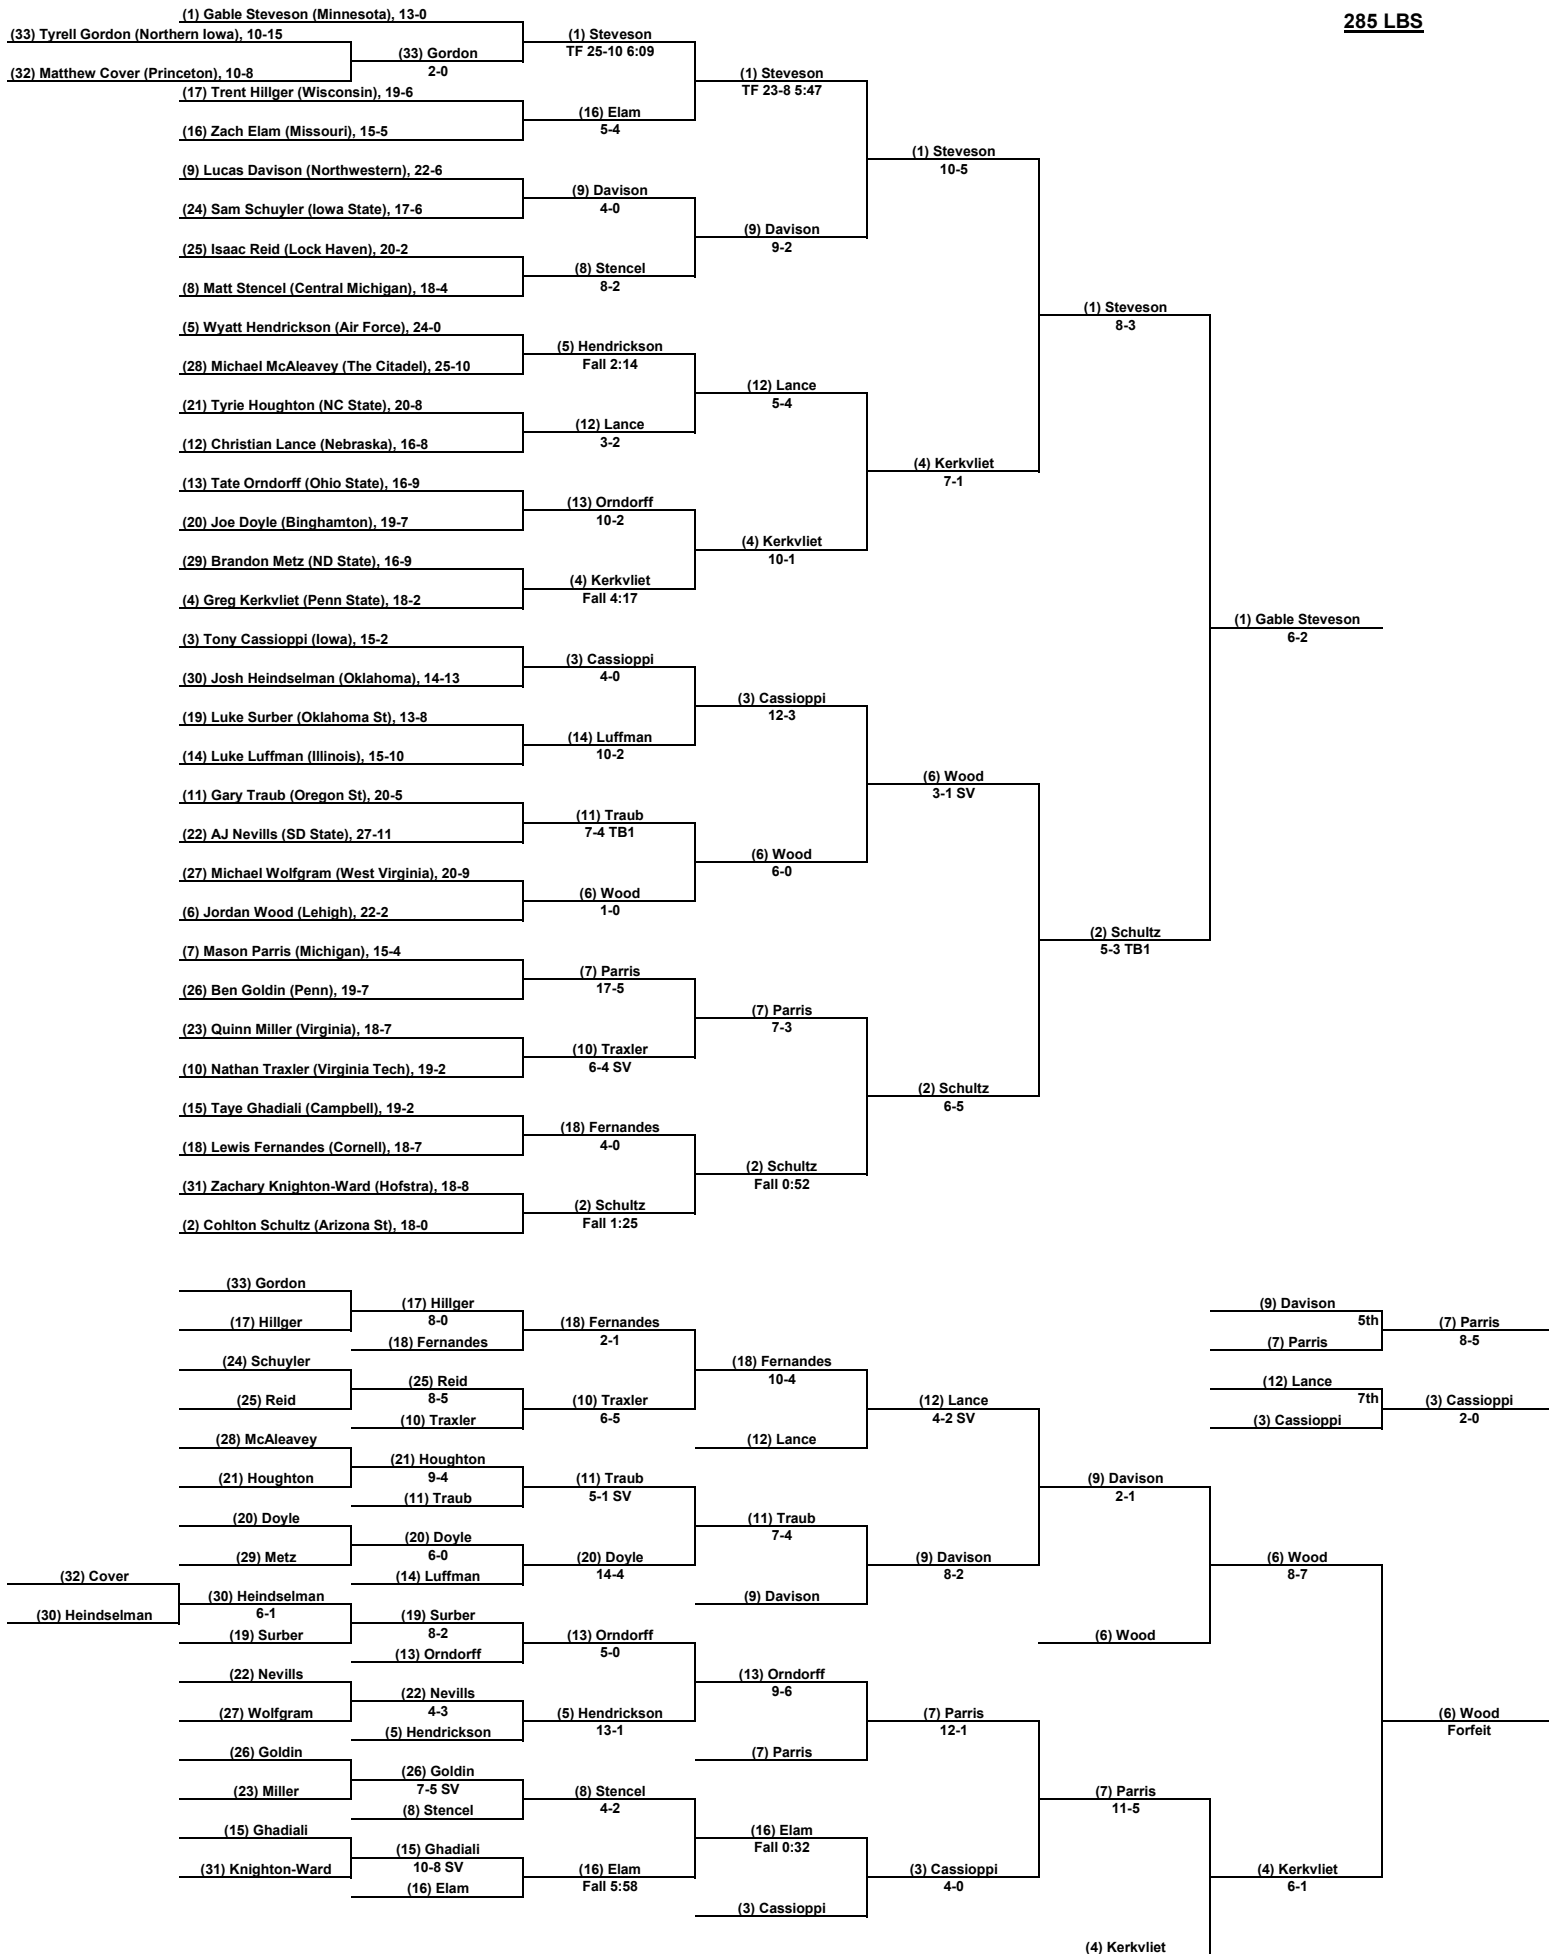 285 LBS
(1) Gable Steveson (Minnesota), 13-0
(33) Tyrell Gordon (Northern Iowa), 10-15
(32) Matthew Cover (Princeton), 10-8
(33) Gordon
2-0
(17) Trent Hillger (Wisconsin), 19-6
(16) Zach Elam (Missouri), 15-5
(9) Lucas Davison (Northwestern), 22-6
(24) Sam Schuyler (Iowa State), 17-6
(25) Isaac Reid (Lock Haven), 20-2
(8) Matt Stencel (Central Michigan), 18-4
(5) Wyatt Hendrickson (Air Force), 24-0
(28) Michael McAleavey (The Citadel), 25-10
(21) Tyrie Houghton (NC State), 20-8
(12) Christian Lance (Nebraska), 16-8
(13) Tate Orndorff (Ohio State), 16-9
(20) Joe Doyle (Binghamton), 19-7
(29) Brandon Metz (ND State), 16-9
(4) Greg Kerkvliet (Penn State), 18-2
(3) Tony Cassioppi (Iowa), 15-2
(30) Josh Heindselman (Oklahoma), 14-13
(19) Luke Surber (Oklahoma St), 13-8
(14) Luke Luffman (Illinois), 15-10
(11) Gary Traub (Oregon St), 20-5
(22) AJ Nevills (SD State), 27-11
(27) Michael Wolfgram (West Virginia), 20-9
(6) Jordan Wood (Lehigh), 22-2
(7) Mason Parris (Michigan), 15-4
(26) Ben Goldin (Penn), 19-7
(23) Quinn Miller (Virginia), 18-7
(10) Nathan Traxler (Virginia Tech), 19-2
(15) Taye Ghadiali (Campbell), 19-2
(18) Lewis Fernandes (Cornell), 18-7
(31) Zachary Knighton-Ward (Hofstra), 18-8
(2) Cohlton Schultz (Arizona St), 18-0
(1) Steveson
TF 25-10 6:09
(16) Elam
5-4
(9) Davison
4-0
(8) Stencel
8-2
(5) Hendrickson
Fall 2:14
(12) Lance
3-2
(13) Orndorff
10-2
(4) Kerkvliet
Fall 4:17
(3) Cassioppi
4-0
(14) Luffman
10-2
(11) Traub
7-4 TB1
(6) Wood
1-0
(7) Parris
17-5
(10) Traxler
6-4 SV
(18) Fernandes
4-0
(2) Schultz
Fall 1:25
(1) Steveson
TF 23-8 5:47
(9) Davison
9-2
(12) Lance
5-4
(4) Kerkvliet
10-1
(3) Cassioppi
12-3
(6) Wood
6-0
(7) Parris
7-3
(2) Schultz
Fall 0:52
(1) Steveson
10-5
(4) Kerkvliet
7-1
(6) Wood
3-1 SV
(2) Schultz
6-5
(1) Steveson
8-3
(2) Schultz
5-3 TB1
(1) Gable Steveson
6-2
(32) Cover
(30) Heindselman
(33) Gordon
(17) Hillger
(24) Schuyler
(25) Reid
(28) McAleavey
(21) Houghton
(20) Doyle
(29) Metz
(30) Heindselman
6-1
(19) Surber
(22) Nevills
(27) Wolfgram
(26) Goldin
(23) Miller
(15) Ghadiali
(31) Knighton-Ward
(17) Hillger
8-0
(18) Fernandes
(25) Reid
8-5
(10) Traxler
(21) Houghton
9-4
(11) Traub
(20) Doyle
6-0
(14) Luffman
(19) Surber
8-2
(13) Orndorff
(22) Nevills
4-3
(5) Hendrickson
(26) Goldin
7-5 SV
(8) Stencel
(15) Ghadiali
10-8 SV
(16) Elam
(18) Fernandes
2-1
(10) Traxler
6-5
(11) Traub
5-1 SV
(20) Doyle
14-4
(13) Orndorff
5-0
(5) Hendrickson
13-1
(8) Stencel
4-2
(16) Elam
Fall 5:58
(18) Fernandes
10-4
(12) Lance
(11) Traub
7-4
(9) Davison
(13) Orndorff
9-6
(7) Parris
(16) Elam
Fall 0:32
(3) Cassioppi
(12) Lance
4-2 SV
(9) Davison
8-2
(7) Parris
12-1
(3) Cassioppi
4-0
(9) Davison
2-1
(6) Wood
(7) Parris
11-5
(4) Kerkvliet
(6) Wood
8-7
(4) Kerkvliet
6-1
(6) Wood
Forfeit
(9) Davison
5th
(7) Parris
(7) Parris
8-5
(12) Lance
7th
(3) Cassioppi
(3) Cassioppi
2-0